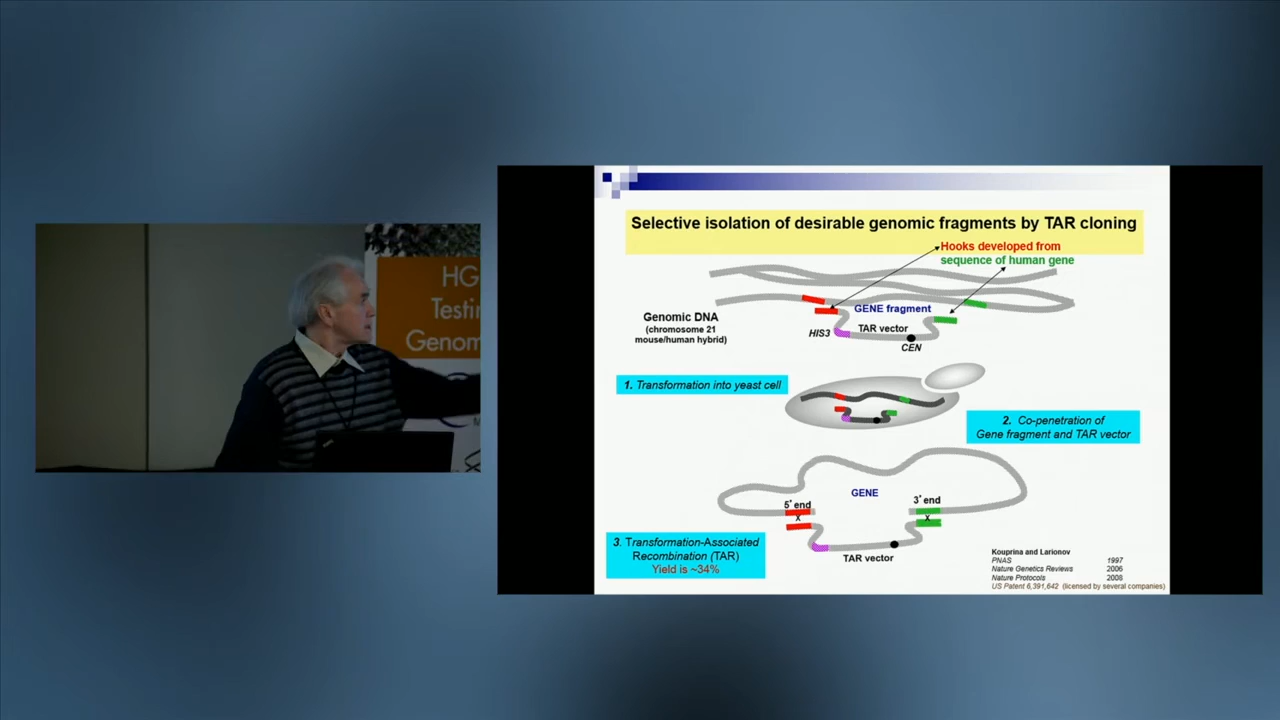 HG
Testin
Genom
M
Selective isolation of desirable genomic fragments by TAR cloning
Hooks developed from
sequence of human gene
Genomic DNA
(chromosome 21
mouse/human hybrid)
GENE fragment
HIS3
TAR vector
CEN
1. Transformation into yeast cell
2. Co-penetration of
Gene fragment and TAR vector
GENE
5' end
X
3' end
X
3. Transformation-Associated
Recombination (TAR)
Yield is ~34%
TAR vector
Kouprina and Larionov
PNAS 1997
Nature Genetics Reviews 2006
Nature Protocols 2008
US Patent 6,391,642 (licensed by several companies)